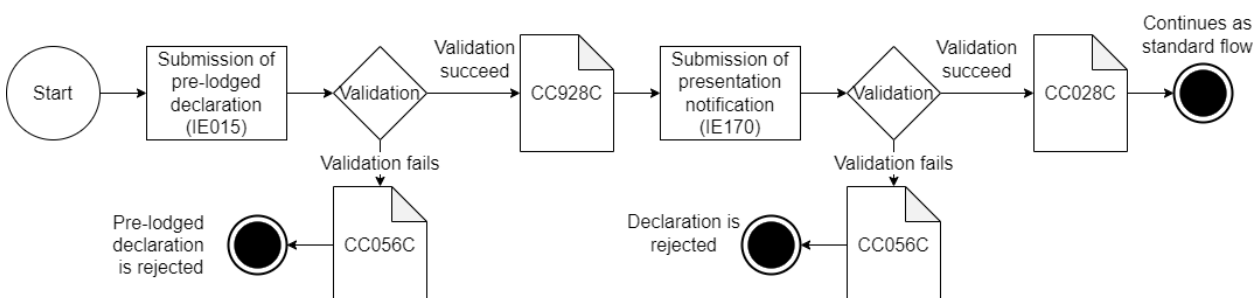 Start
Submission of
pre-lodged
declaration
(IE015)
Validation
Validation
succeed
CC928C
Submission of
presentation
notification
(IE170)
Validation
Validation
succeed
CC028C
Continues as
standard flow
Validation fails
CC056C
Pre-lodged
declaration
is rejected
Validation fails
CC056C
Declaration is
rejected